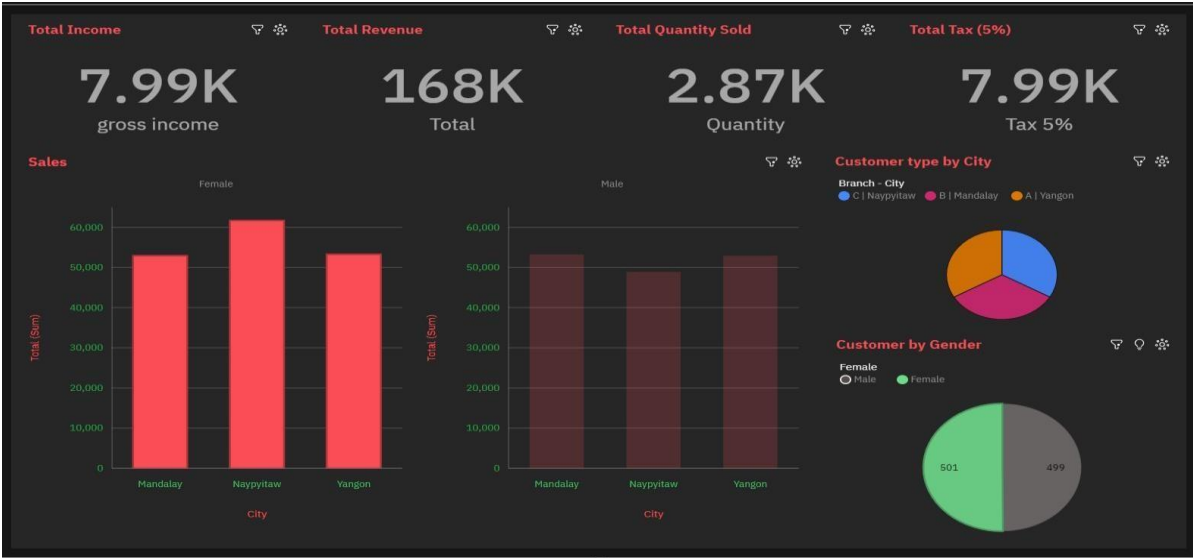 Total Income
7.99K
gross income
Total Revenue
168K
Total
Total Quantity Sold
2.87K
Quantity
Total Tax (5%)
7.99K
Tax 5%
Sales
Female
60,000
50,000
40,000
30,000
20,000
10,000
0
Total (Sum)
Mandalay Naypyitaw Yangon
City
Male
60,000
50,000
40,000
30,000
20,000
10,000
0
Total (Sum)
Mandalay Naypyitaw Yangon
City
Customer type by City
Branch - City
C | Naypyitaw B | Mandalay A | Yangon
Customer by Gender
Female
Male Female
501 499